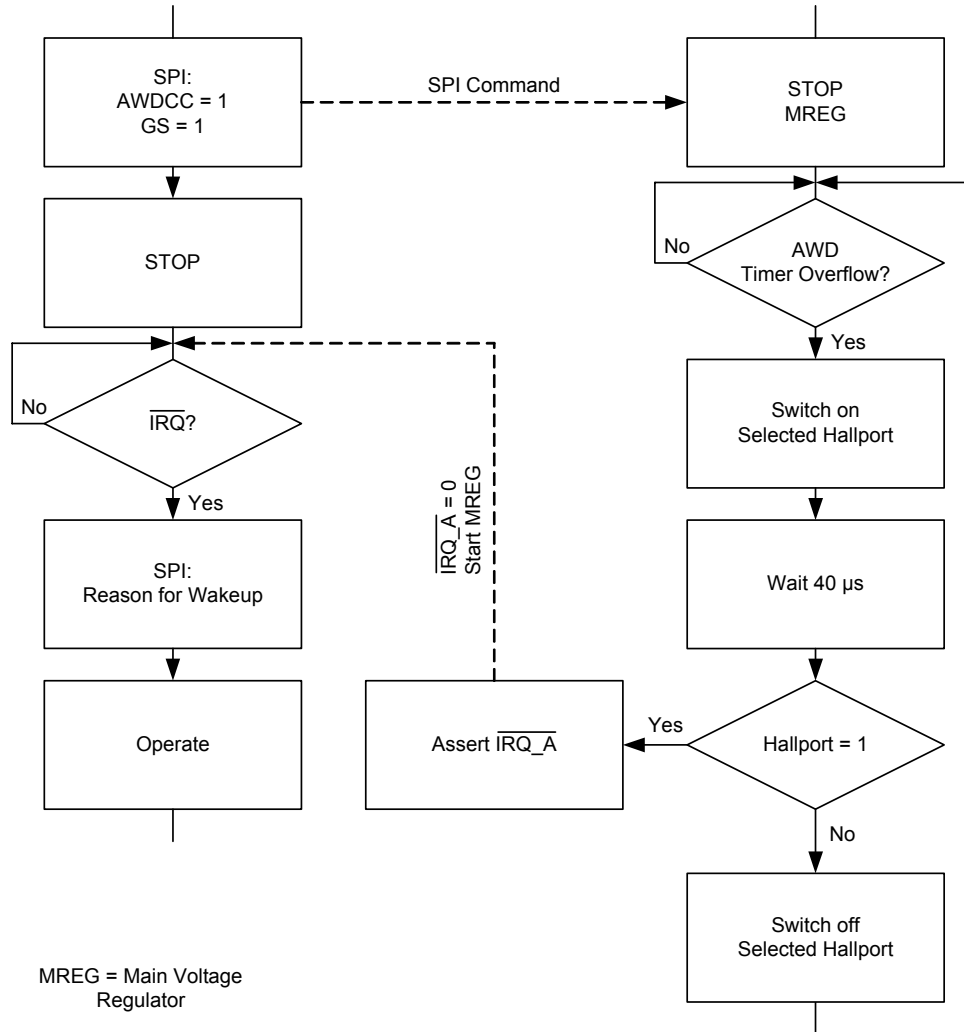 SPI:
AWDCC = 1
GS = 1
SPI Command
STOP
MREG
STOP
No
AWD
Timer Overflow?
Yes
No
IRQ?
Yes
Switch on
Selected Hallport
SPI:
Reason for Wakeup
IRQ_A = 0
Start MREG
Wait 40 µs
Operate
Assert IRQ_A
Yes
Hallport = 1
No
Switch off
Selected Hallport
MREG = Main Voltage
Regulator